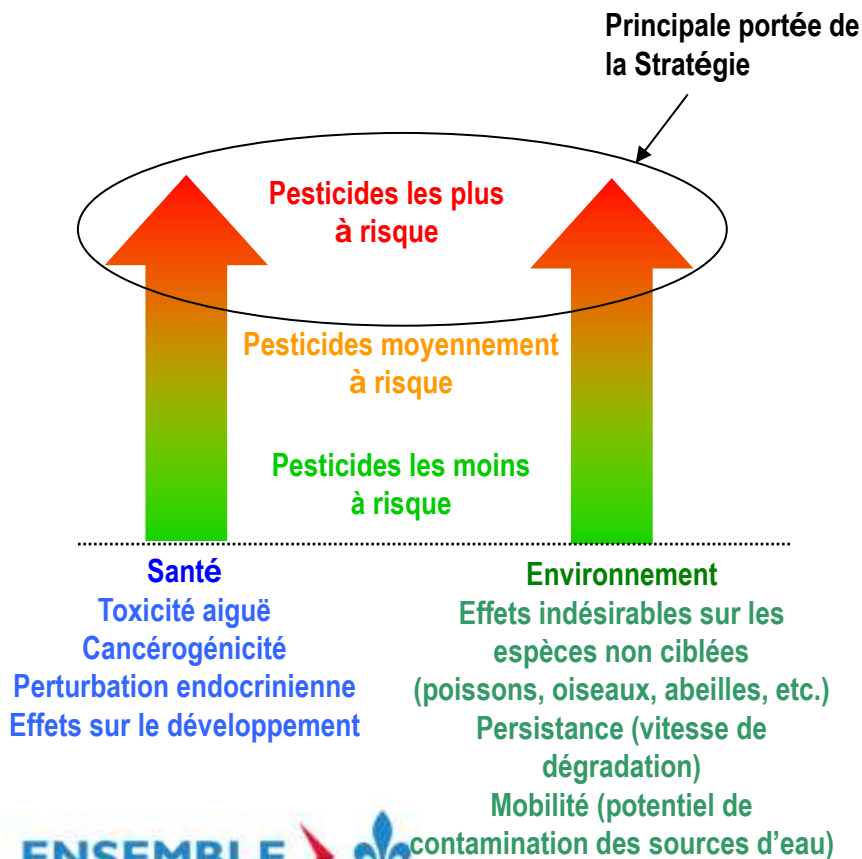 Principale portée de
la Stratégie
Pesticides les plus
à risque
Pesticides moyennement
à risque
Pesticides les moins
à risque
Santé
Toxicité aiguë
Cancérogénicité
Perturbation endocrinienne
Effets sur le développement
Environnement
Effets indésirables sur les
espèces non ciblées
(poissons, oiseaux, abeilles, etc.)
Persistance (vitesse de
dégradation)
Mobilité (potentiel de
contamination des sources d'eau)
ENSEMBLE